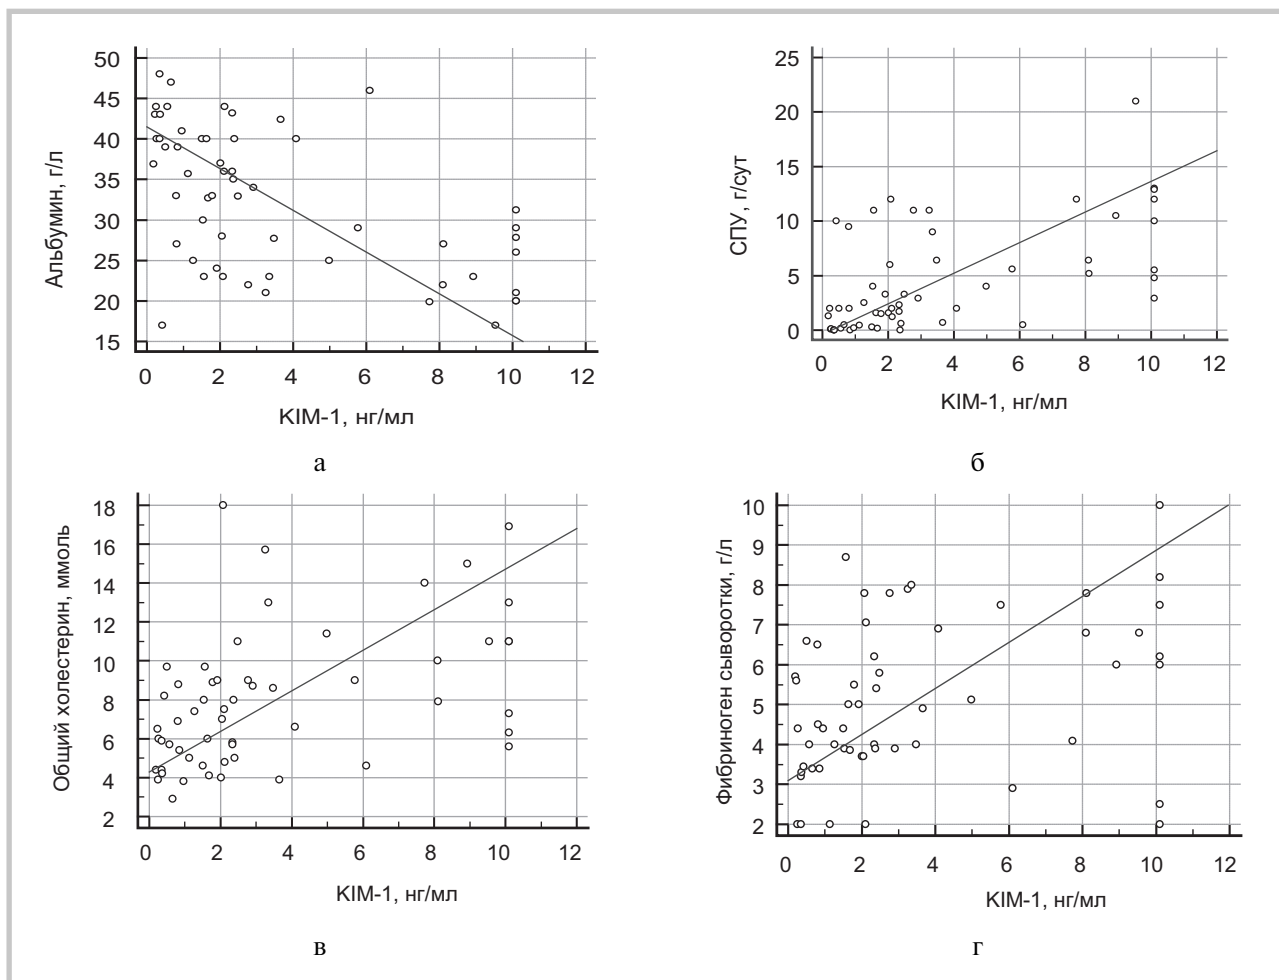 50
45
40
35
30
25
20
15
Альбумин, г/л
0 2 4 6 8 10 12
KIM-1, нг/мл
а
25
20
15
10
5
0
СПУ, г/сут
0 2 4 6 8 10 12
KIM-1, нг/мл
б
18
16
14
12
10
8
6
4
2
Общий холестерин, ммоль
0 2 4 6 8 10 12
KIM-1, нг/мл
в
10
9
8
7
6
5
4
3
2
Фибриноген сыворотки, г/л
0 2 4 6 8 10 12
KIM-1, нг/мл
г